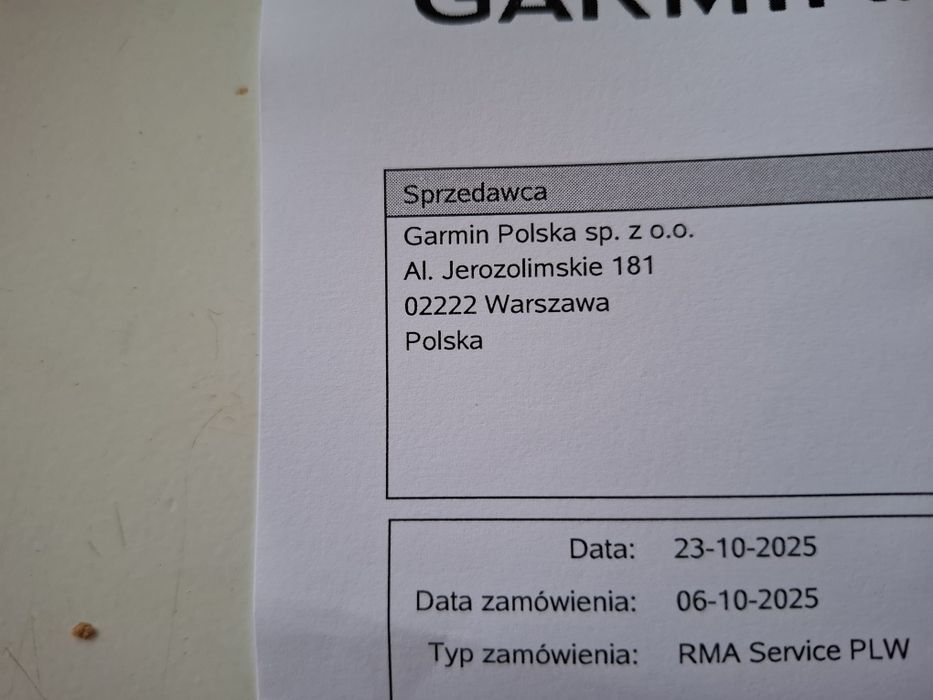 GARMIN
Sprzedawca
Garmin Polska sp. z o.o.
Al. Jerozolimskie 181
02222 Warszawa
Polska
Data: 23-10-2025
Data zamówienia: 06-10-2025
Typ zamówienia: RMA Service PLW